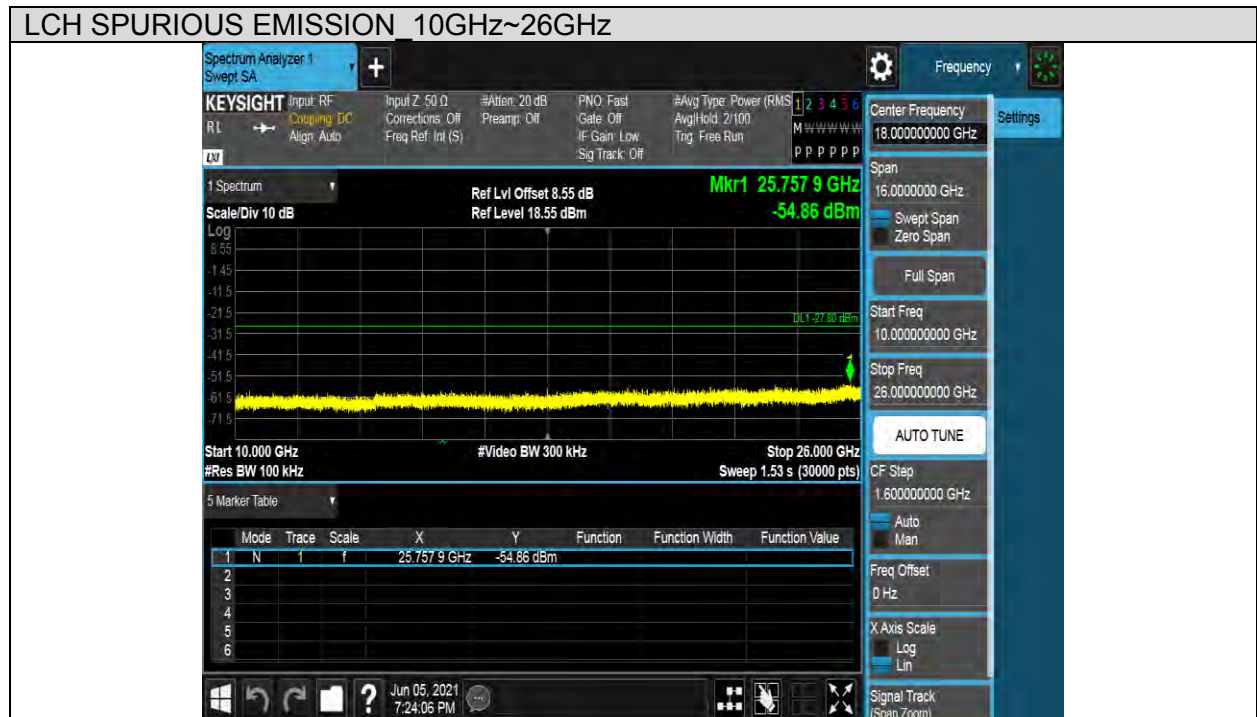 LCH SPURIOUS EMISSION_10GHz~26GHz
Spectrum Analyzer 1
Swept SA
+
Frequency
KEYSIGHT Input: RF
Coupling: DC
Align: Auto
RL
LXI
Input Z: 50 Ω
Corrections: Off
Freq Ref: Int (S)
#Atten: 20 dB
Preamp: Off
PNO: Fast
Gate: Off
IF Gain: Low
Sig Track: Off
#Avg Type: Power (RMS
Avg|Hold: 2/100
Trig: Free Run
1 2 3 4 5 6
M W W W W W
P P P P P P
Center Frequency
18.000000000 GHz
Settings
Span
16.0000000 GHz
Swept Span
Zero Span
Full Span
Start Freq
10.000000000 GHz
Stop Freq
26.000000000 GHz
AUTO TUNE
CF Step
1.600000000 GHz
Auto
Man
Freq Offset
0 Hz
X Axis Scale
Log
Lin
Signal Track
(Span Zoom)
1 Spectrum
Scale/Div 10 dB
Ref Lvl Offset 8.55 dB
Ref Level 18.55 dBm
Mkr1 25.757 9 GHz
-54.86 dBm
Log
8.55
-1.45
-11.5
-21.5
DL1 -27.80 dBm
-31.5
-41.5
-51.5
-61.5
-71.5
Start 10.000 GHz
#Res BW 100 kHz
#Video BW 300 kHz
Stop 26.000 GHz
Sweep 1.53 s (30000 pts)
5 Marker Table
Mode Trace Scale X Y Function Function Width Function Value
1 N 1 f 25.757 9 GHz -54.86 dBm
2
3
4
5
6
?
Jun 05, 2021
7:24:06 PM